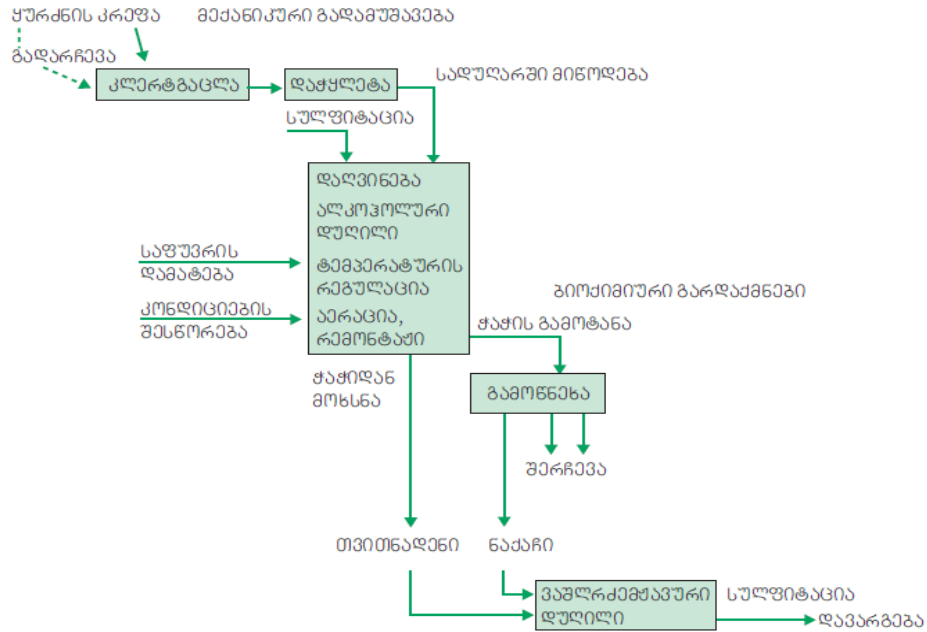 ყურძნის კრეფა
მექანიკური გადამუშავება
გადარჩევა
კლერტგაცლა
დაჭყლეტა
სადუღარში მიწოდება
სულფიტაცია
დაღვინება
ალკოჰოლური
დუღილი
ტემპერატურის
რეგულაცია
აერაცია,
რემონტაჟი
საფუვრის
დამატება
კონდიციების
შესწორება
ბიოქიმიური გარდაქმნები
ჭაჭის გამოტანა
ჭაჭიდან
მოხსნა
გამოწნეხა
შერჩევა
თვითნადენი
ნაქაჩი
ვაშლრძემჟავური
დუღილი
სულფიტაცია
დავარგება